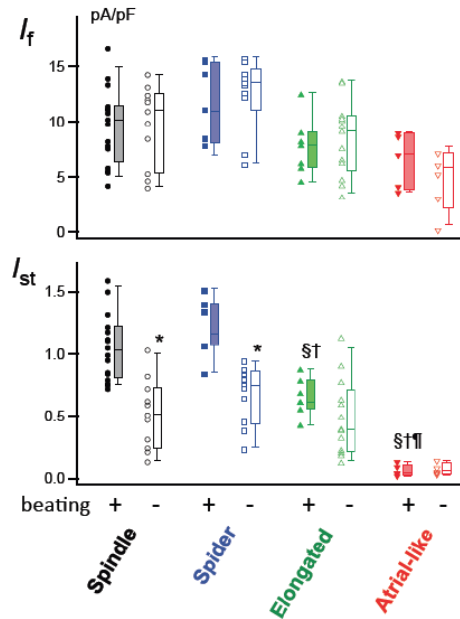 pA/pF
If
15
10
5
0
Ist
1.5
* * §†
1.0
0.5
§†¶
0.0
beating + - + - + - + -
Spindle Spider Elongated Atrial-like